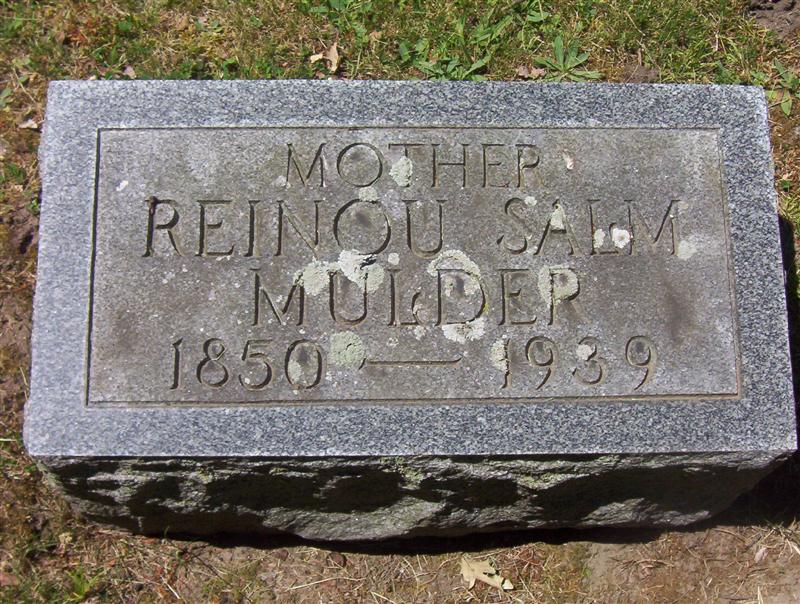 MOTHER
REINOU SALM
MULDER
1850 — 1939